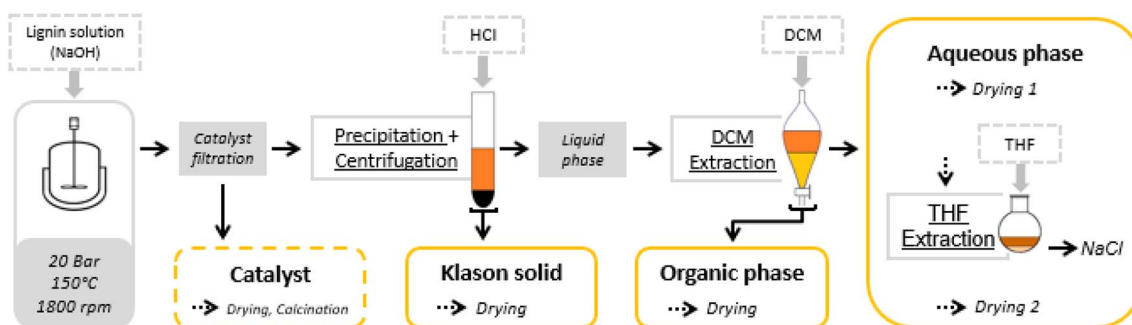 Lignin solution
(NaOH)
20 Bar
150°C
1800 rpm
Catalyst
filtration
Catalyst
Drying, Calcination
HCl
Precipitation +
Centrifugation
Klason solid
Drying
Liquid
phase
DCM
DCM
Extraction
Organic phase
Drying
Aqueous phase
Drying 1
THF
THF
Extraction
NaCl
Drying 2